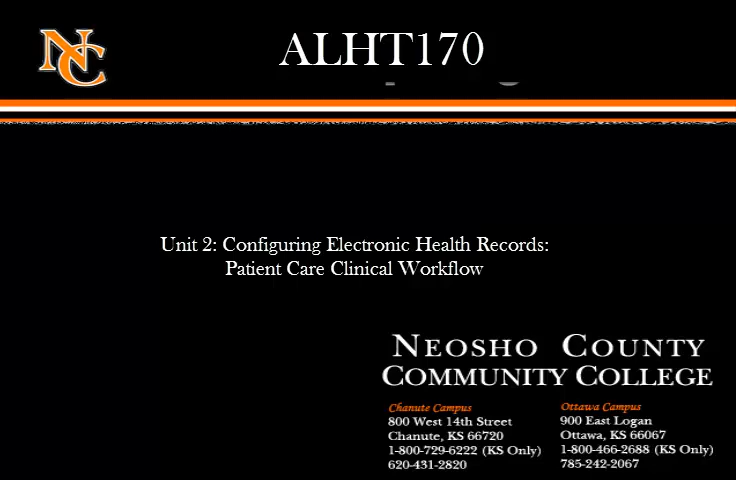 NC
ALHT170
Unit 2: Configuring Electronic Health Records:
Patient Care Clinical Workflow
NEOSHO COUNTY
COMMUNITY COLLEGE
Chanute Campus
800 West 14th Street
Chanute, KS 66720
1-800-729-6222 (KS Only)
620-431-2820
Ottawa Campus
900 East Logan
Ottawa, KS 66067
1-800-466-2688 (KS Only)
785-242-2067